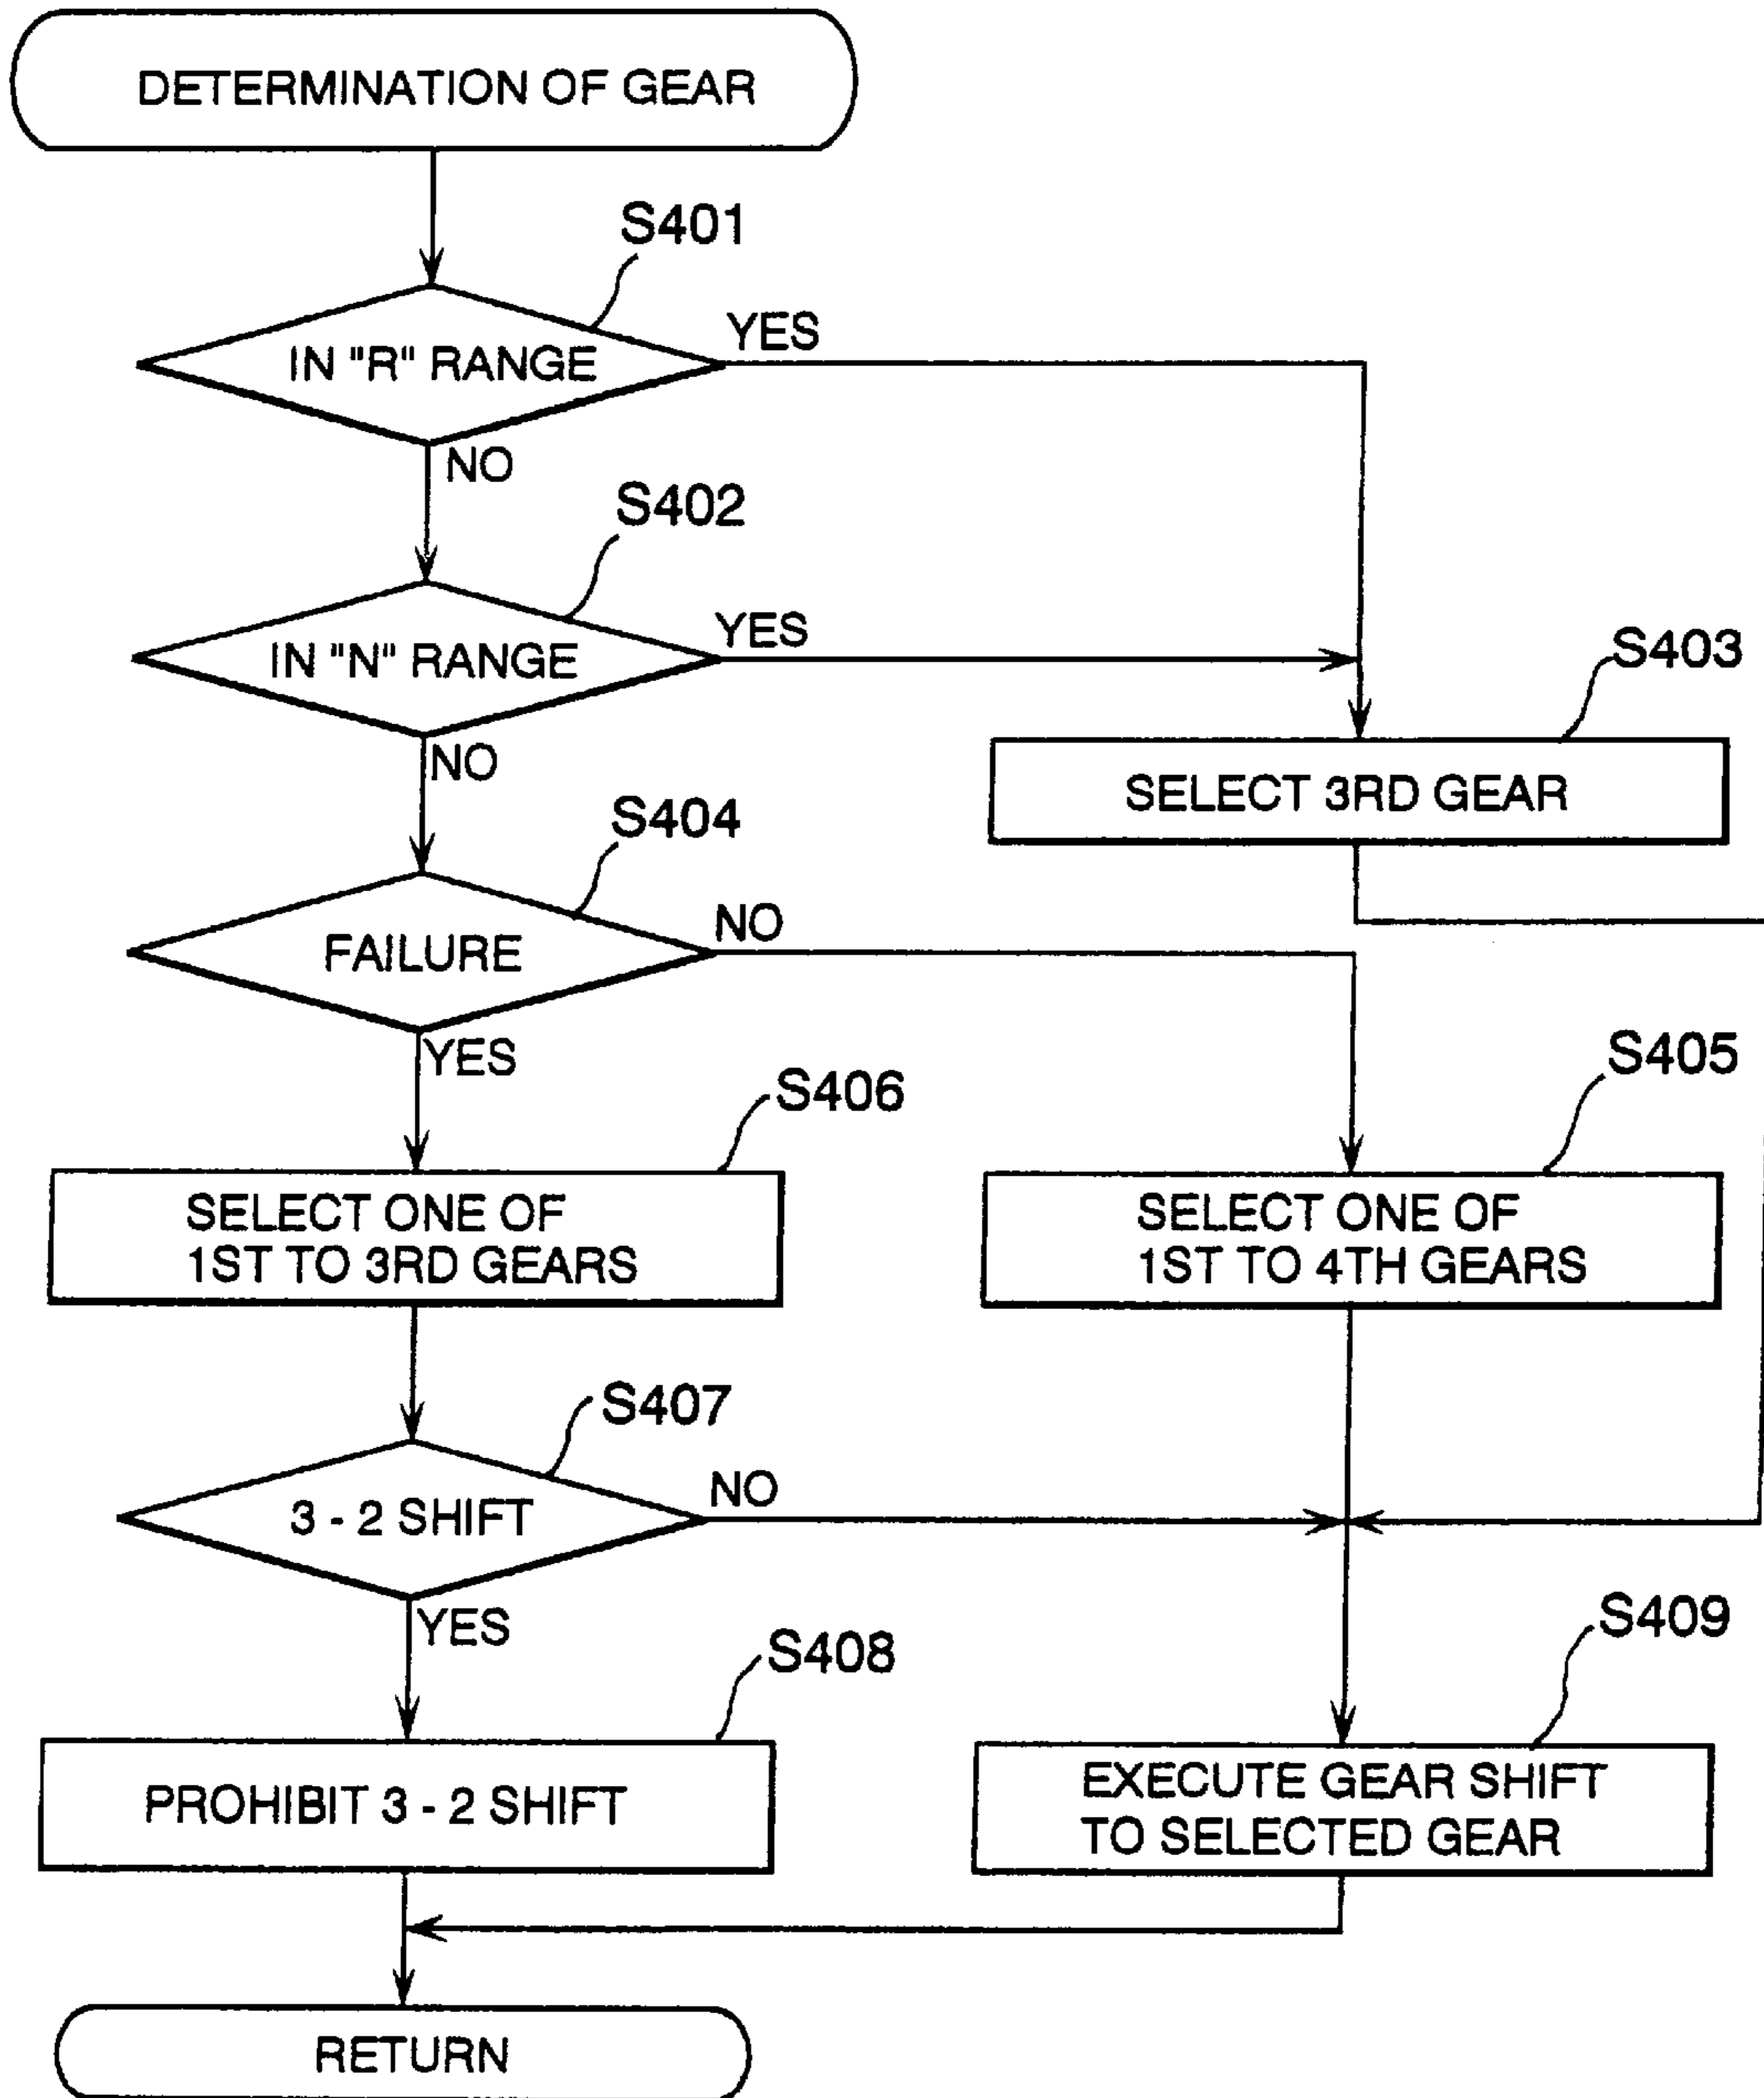 DETERMINATION OF GEAR
S401
IN "R" RANGE
YES
NO
S402
IN "N" RANGE
YES
S403
NO
SELECT 3RD GEAR
S404
FAILURE
NO
YES
S405
S406
SELECT ONE OF
1ST TO 3RD GEARS
SELECT ONE OF
1ST TO 4TH GEARS
S407
3 - 2 SHIFT
NO
YES
S409
S408
PROHIBIT 3 - 2 SHIFT
EXECUTE GEAR SHIFT
TO SELECTED GEAR
RETURN